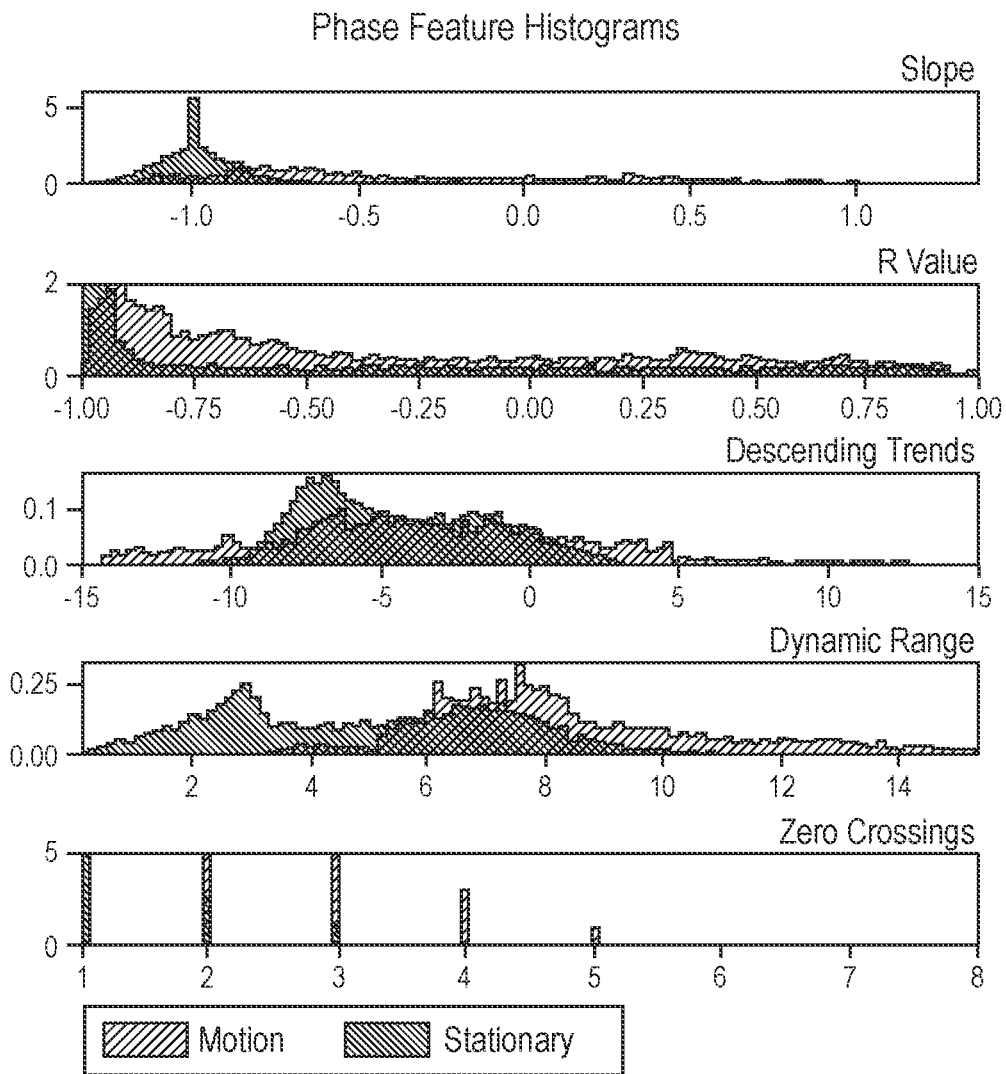 Phase Feature Histograms
Slope
5
0
-1.0 -0.5 0.0 0.5 1.0
R Value
2
0
-1.00 -0.75 -0.50 -0.25 0.00 0.25 0.50 0.75 1.00
Descending Trends
0.1
0.0
-15 -10 -5 0 5 10 15
Dynamic Range
0.25
0.00
2 4 6 8 10 12 14
Zero Crossings
5
0
1 2 3 4 5 6 7 8
Motion Stationary